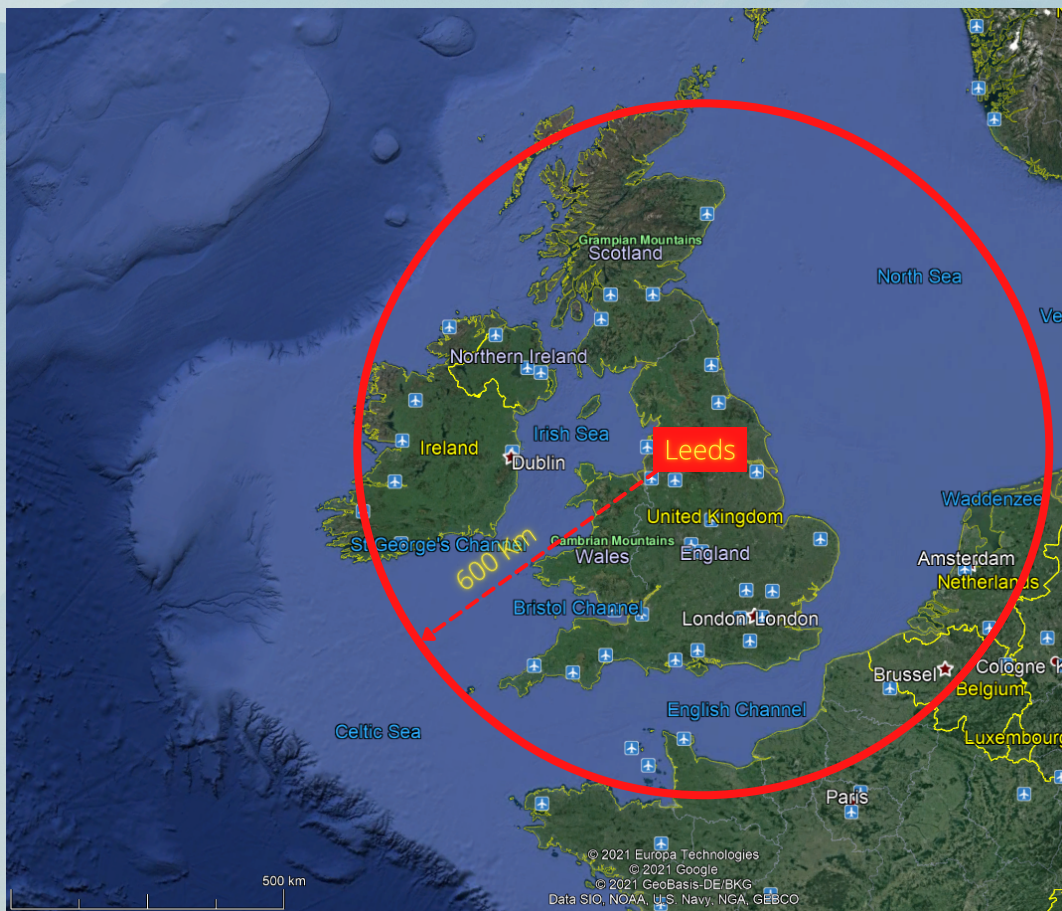 Grampian Mountains
Scotland
North Sea
Ve
Northern Ireland
Irish Sea
Leeds
Ireland
Dublin
Waddenzee
United Kingdom
St George's Channel
Cambrian Mountains
Wales
England
600 Km
Amsterdam
Netherlands
Bristol Channel
London London
Brussel
Cologne
Belgium
English Channel
Celtic Sea
Luxembourg
Paris
© 2021 Europa Technologies
© 2021 Google
© 2021 GeoBasis-DE/BKG
Data SIO, NOAA, U.S. Navy, NGA, GEBCO
500 km